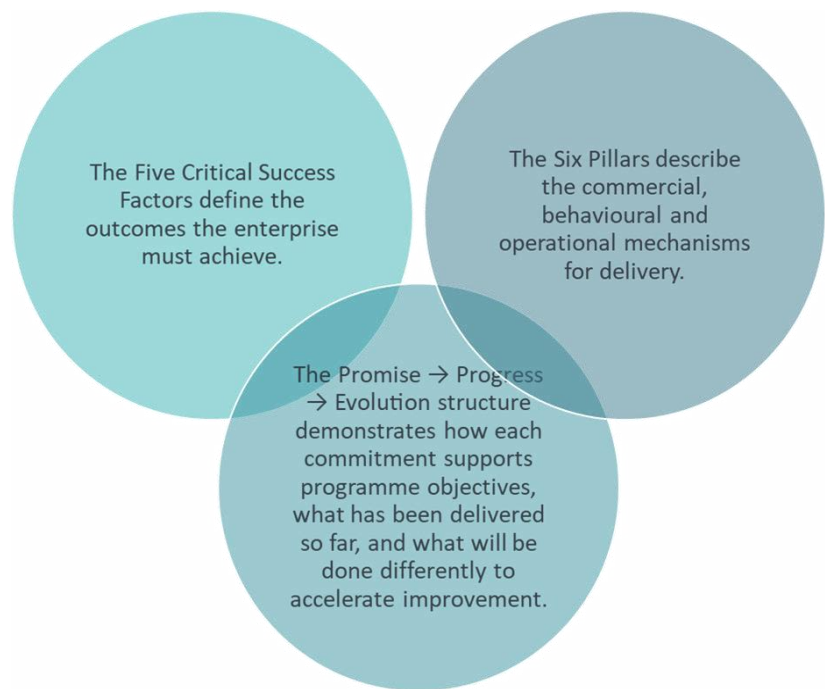 The Five Critical Success
Factors define the
outcomes the enterprise
must achieve.
The Six Pillars describe
the commercial,
behavioural and
operational mechanisms
for delivery.
The Promise → Progress
→ Evolution structure
demonstrates how each
commitment supports
programme objectives,
what has been delivered
so far, and what will be
done differently to
accelerate improvement.